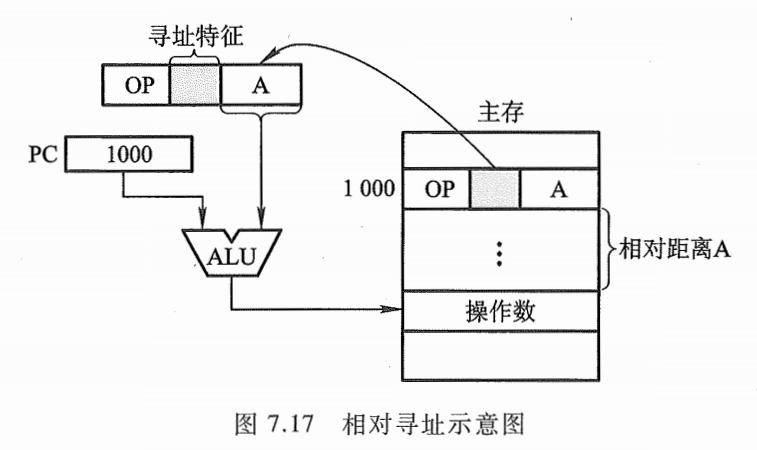 寻址特征
OP A
主存
PC 1000
1 000 OP A
ALU
⋮
相对距离A
操作数
图 7.17 相对寻址示意图